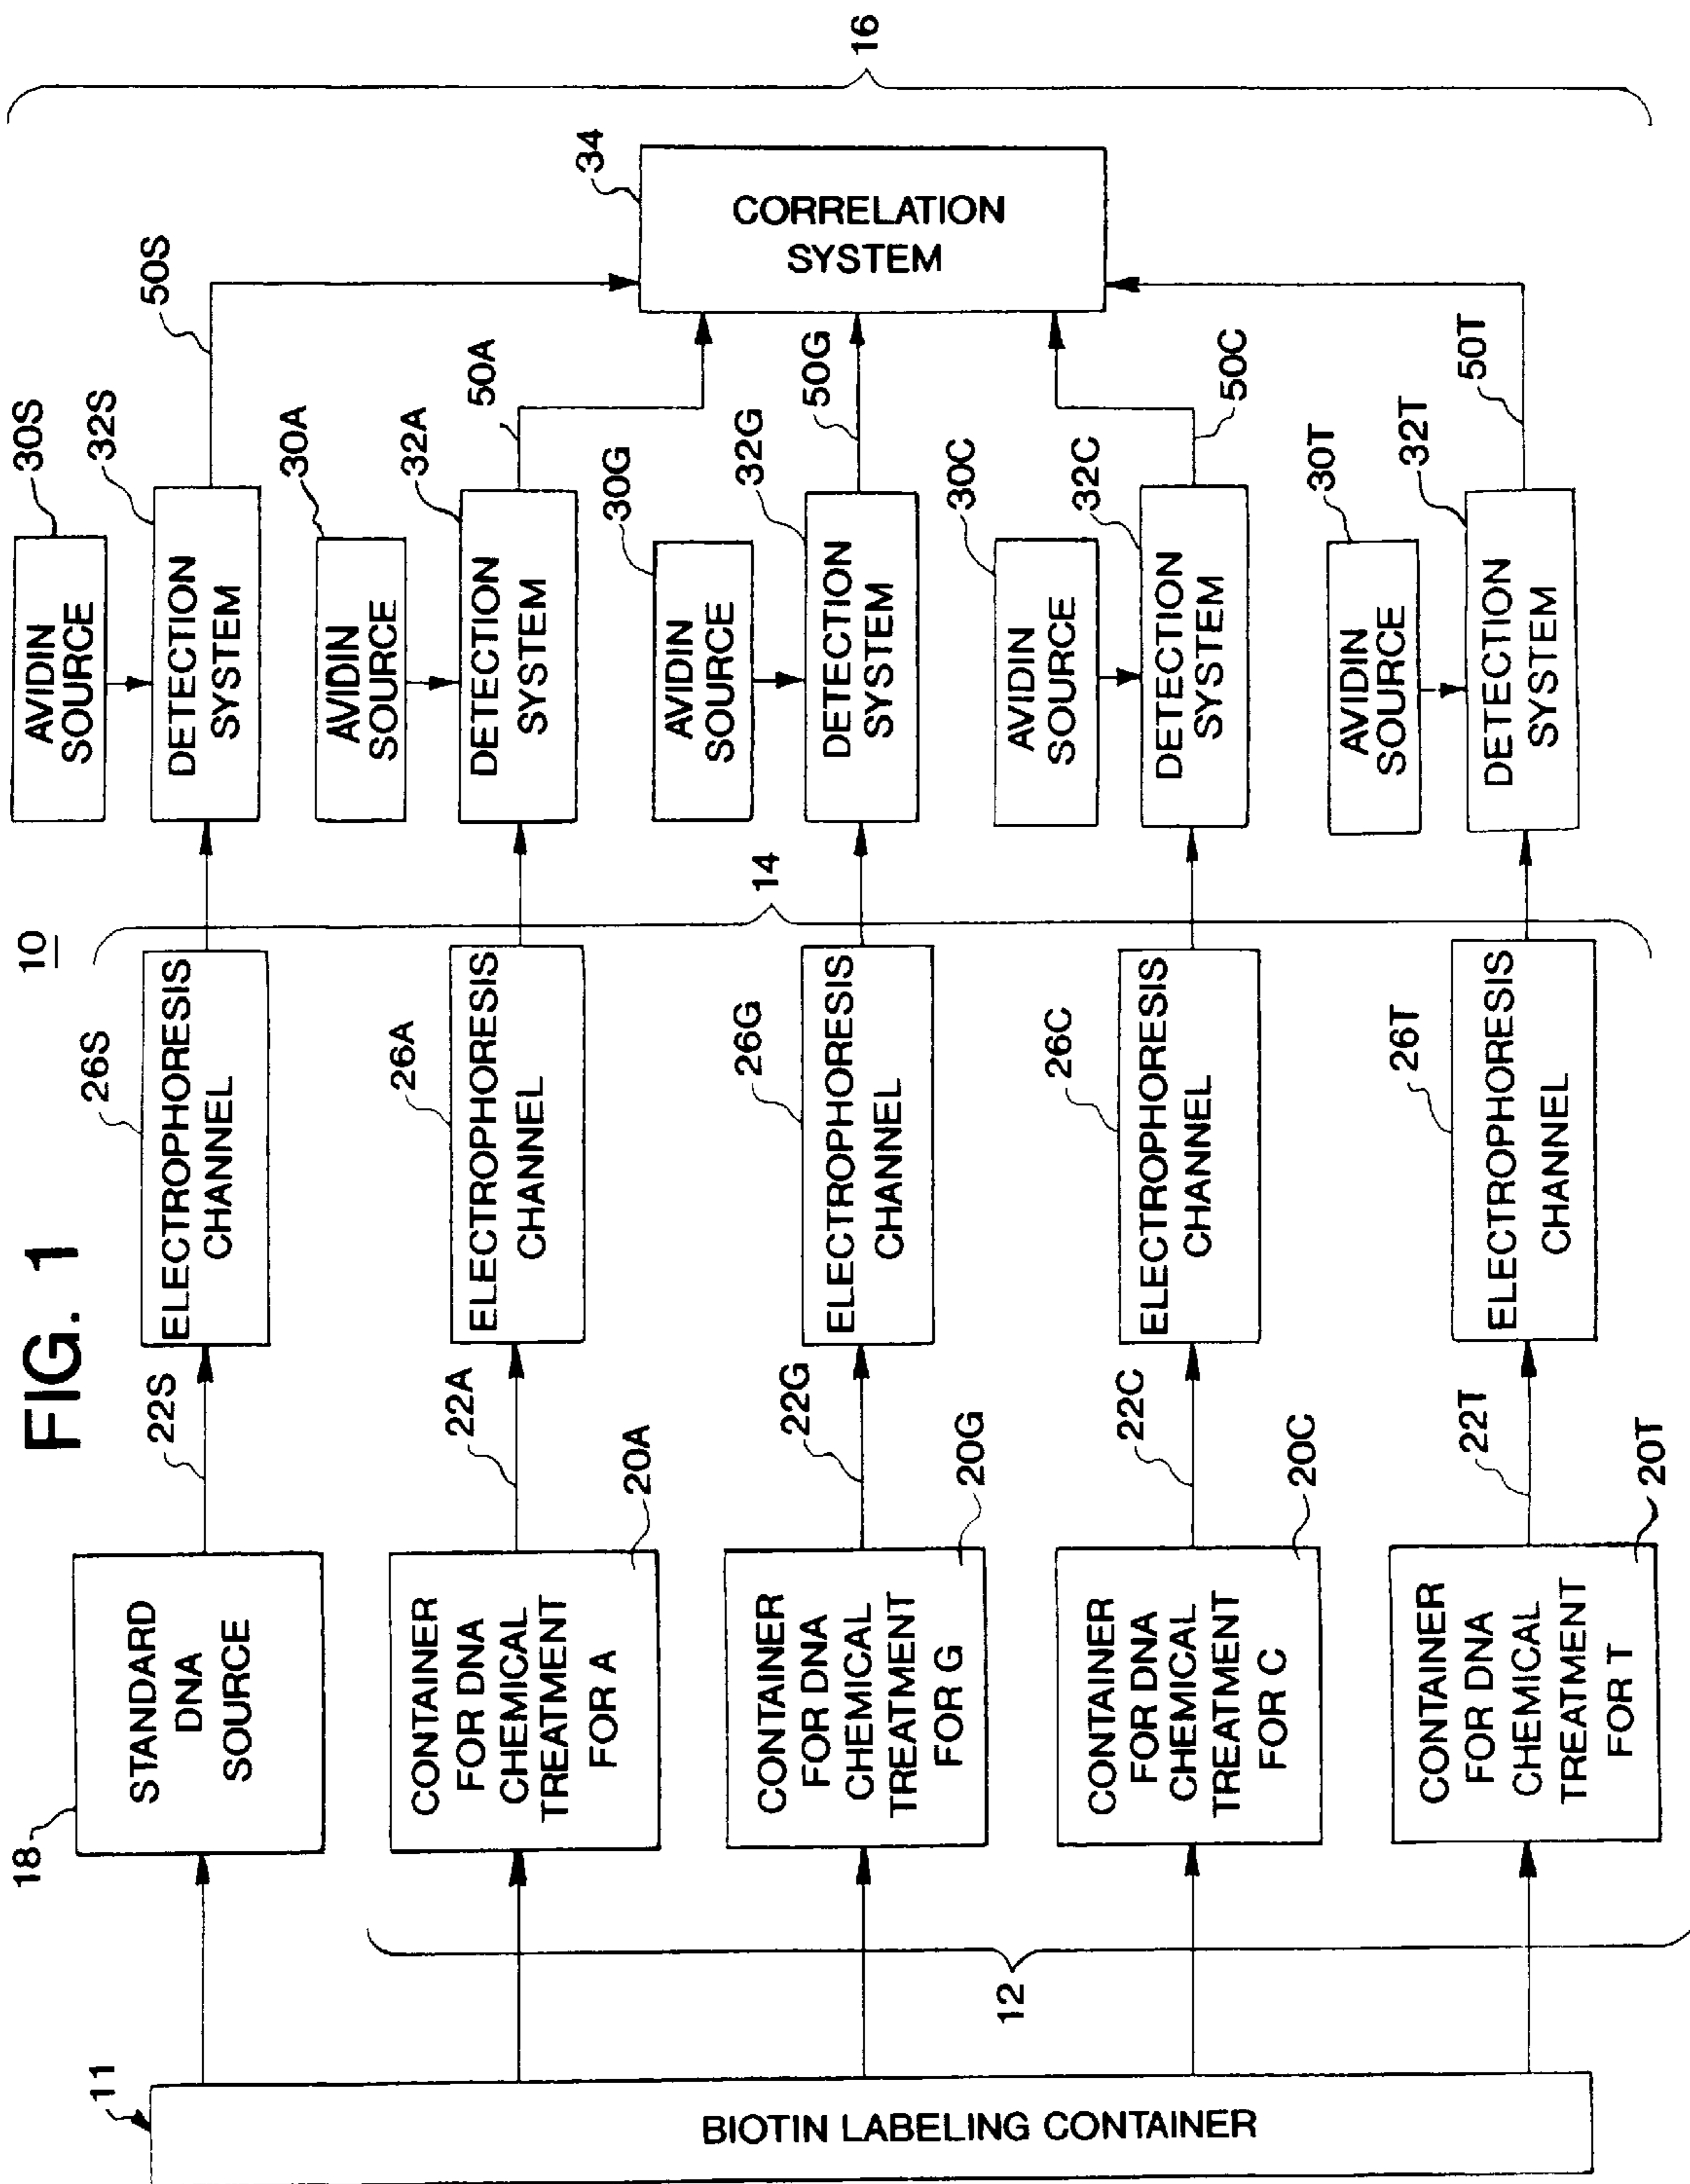 FIG. 1
10
11
BIOTIN LABELING CONTAINER
12
18
STANDARD
DNA
SOURCE
22S
26S
ELECTROPHORESIS
CHANNEL
30S
AVIDIN
SOURCE
32S
DETECTION
SYSTEM
50S
CONTAINER
FOR DNA
CHEMICAL
TREATMENT
FOR A
20A
22A
26A
ELECTROPHORESIS
CHANNEL
30A
AVIDIN
SOURCE
32A
DETECTION
SYSTEM
50A
CONTAINER
FOR DNA
CHEMICAL
TREATMENT
FOR G
20G
22G
26G
ELECTROPHORESIS
CHANNEL
14
30G
AVIDIN
SOURCE
32G
DETECTION
SYSTEM
50G
CONTAINER
FOR DNA
CHEMICAL
TREATMENT
FOR C
20C
22C
26C
ELECTROPHORESIS
CHANNEL
30C
AVIDIN
SOURCE
32C
DETECTION
SYSTEM
50C
CONTAINER
FOR DNA
CHEMICAL
TREATMENT
FOR T
20T
22T
26T
ELECTROPHORESIS
CHANNEL
30T
AVIDIN
SOURCE
32T
DETECTION
SYSTEM
50T
34
CORRELATION
SYSTEM
16